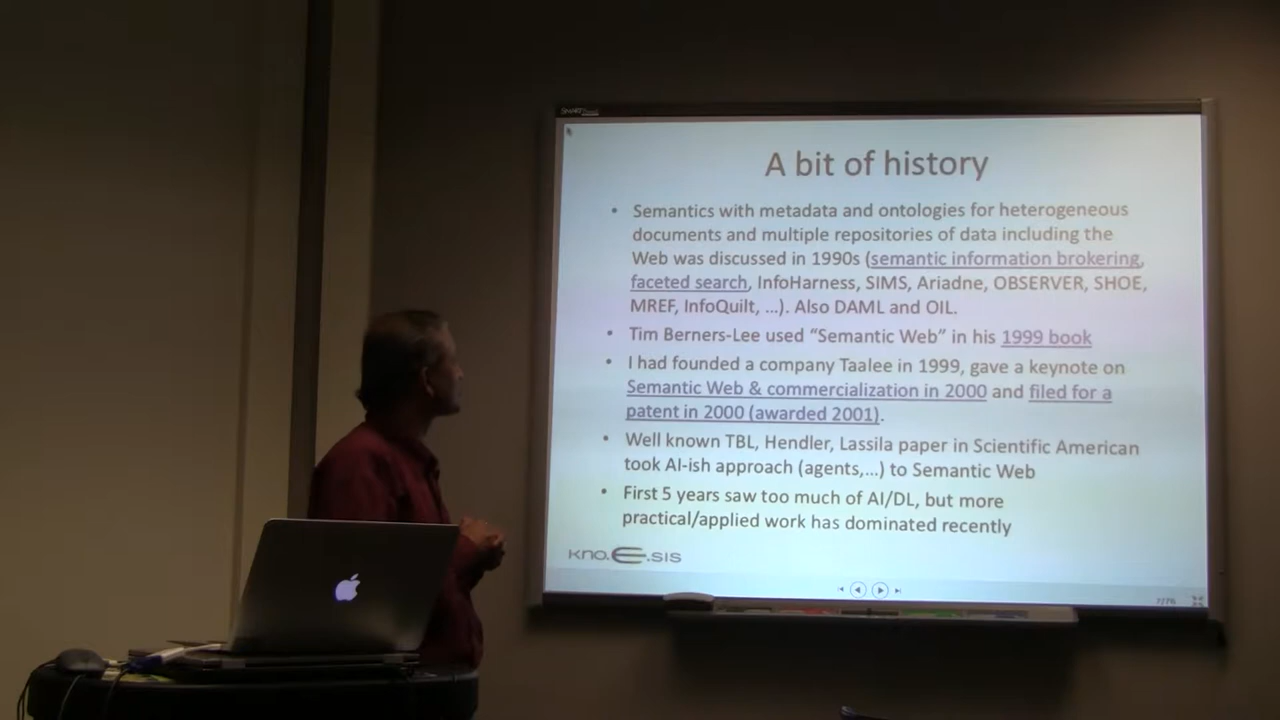 SMART
A bit of history
• Semantics with metadata and ontologies for heterogeneous
documents and multiple repositories of data including the
Web was discussed in 1990s (semantic information brokering,
faceted search, InfoHarness, SIMS, Ariadne, OBSERVER, SHOE,
MREF, InfoQuilt, ...). Also DAML and OIL.
• Tim Berners-Lee used “Semantic Web” in his 1999 book
• I had founded a company Taalee in 1999, gave a keynote on
Semantic Web & commercialization in 2000 and filed for a
patent in 2000 (awarded 2001).
• Well known TBL, Hendler, Lassila paper in Scientific American
took AI-ish approach (agents,...) to Semantic Web
• First 5 years saw too much of AI/DL, but more
practical/applied work has dominated recently
kno.e.sis
7/76